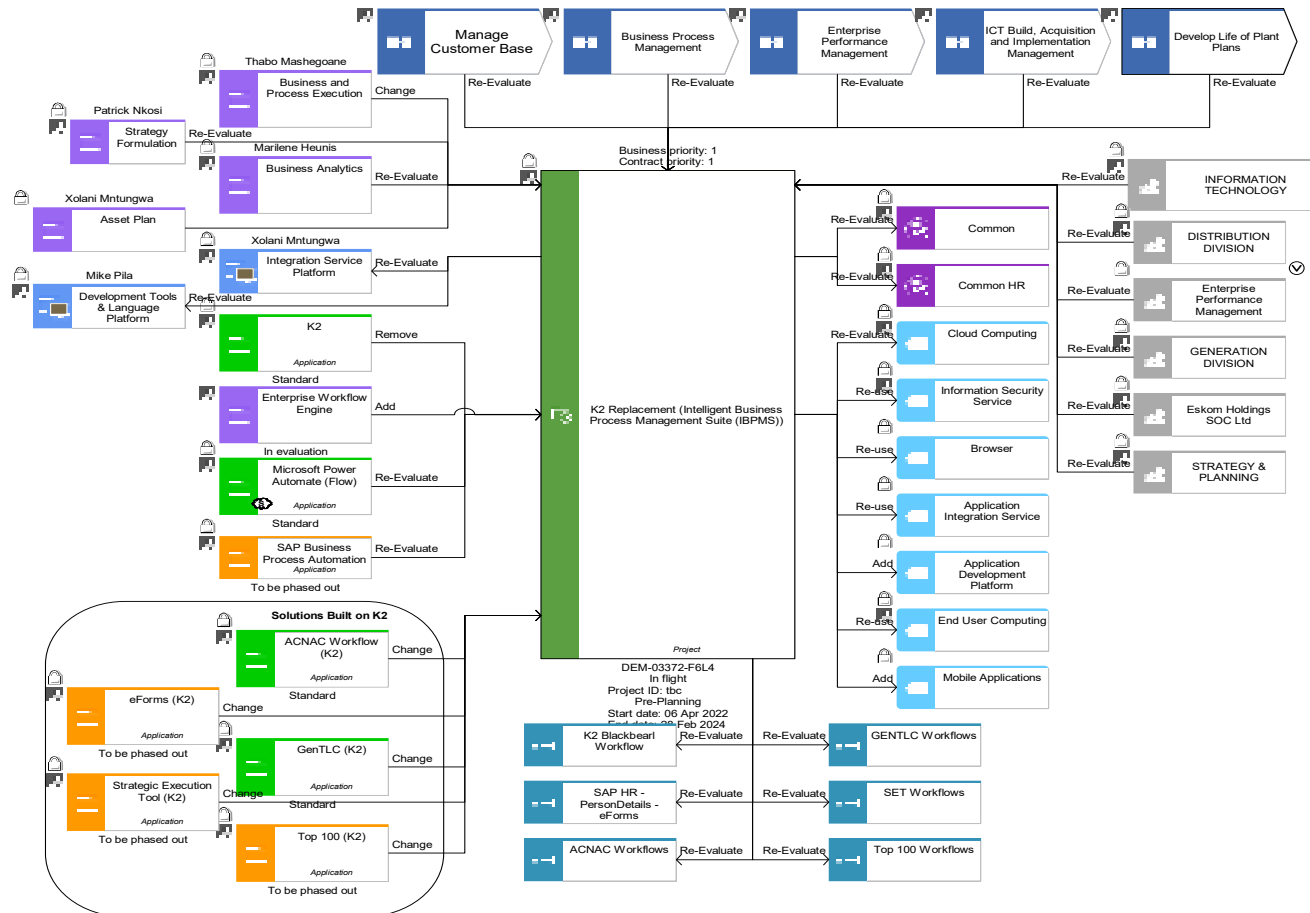 Manage
Customer Base
Business Process
Management
Enterprise
Performance
Management
ICT Build, Acquisition
and Implementation
Management
Develop Life of Plant
Plans
Re-Evaluate
Re-Evaluate
Re-Evaluate
Re-Evaluate
Re-Evaluate
Thabo Mashegoane
Business and
Process Execution
Change
Patrick Nkosi
Strategy
Formulation
Re-Evaluate
Marilene Heunis
Business Analytics
Re-Evaluate
Xolani Mntungwa
Asset Plan
Xolani Mntungwa
Integration Service
Platform
Re-Evaluate
Mike Pila
Development Tools
& Language
Platform
Re-Evaluate
K2
Application
Remove
Standard
Enterprise Workflow
Engine
Add
In evaluation
Microsoft Power
Automate (Flow)
Application
Re-Evaluate
Standard
SAP Business
Process Automation
Application
Re-Evaluate
To be phased out
Solutions Built on K2
ACNAC Workflow
(K2)
Application
Change
Standard
eForms (K2)
Application
Change
To be phased out
GenTLC (K2)
Application
Change
Standard
Strategic Execution
Tool (K2)
Application
Change
To be phased out
Top 100 (K2)
Application
Change
To be phased out
Business priority: 1
Contract priority: 1
K2 Replacement (Intelligent Business
Process Management Suite (IBPMS))
Project
DEM-03372-F6L4
In flight
Project ID: tbc
Pre-Planning
Start date: 06 Apr 2022
End date: 28 Feb 2024
K2 Blackbearl
Workflow
Re-Evaluate
Re-Evaluate
GENTLC Workflows
SAP HR -
PersonDetails -
eForms
Re-Evaluate
Re-Evaluate
SET Workflows
ACNAC Workflows
Re-Evaluate
Re-Evaluate
Top 100 Workflows
Re-Evaluate
Common
Re-Evaluate
Common HR
Re-Evaluate
Cloud Computing
Re-use
Information Security
Service
Re-use
Browser
Re-use
Application
Integration Service
Add
Application
Development
Platform
Re-use
End User Computing
Add
Mobile Applications
Re-Evaluate
INFORMATION
TECHNOLOGY
Re-Evaluate
DISTRIBUTION
DIVISION
Re-Evaluate
Enterprise
Performance
Management
Re-Evaluate
GENERATION
DIVISION
Re-Evaluate
Eskom Holdings
SOC Ltd
Re-Evaluate
STRATEGY &
PLANNING